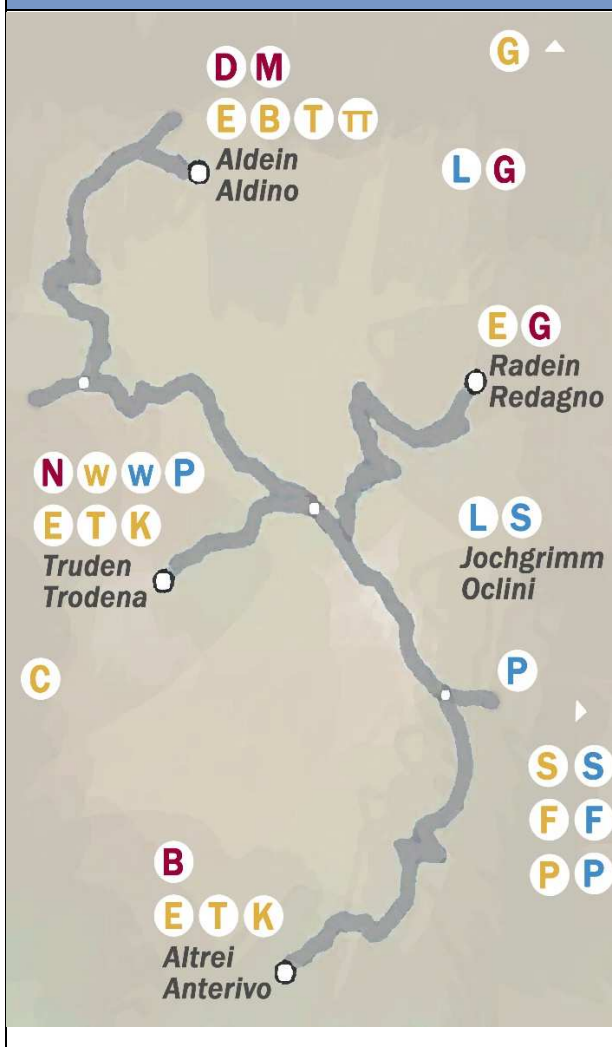 G
D M
E B T π
Aldein
Aldino
L G
E G
Radein
Redagno
N w w P
E T K
Truden
Trodena
L S
Jochgrimm
Oclini
C
P
S S
F F
P P
B
E T K
Altrei
Anterivo